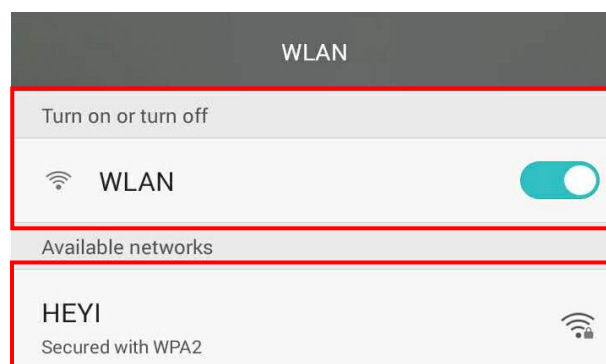 WLAN
Turn on or turn off
WLAN
Available networks
HEYI
Secured with WPA2